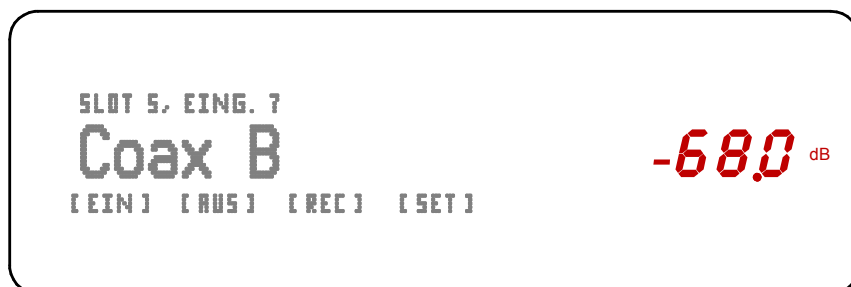 SLOT 5, EING. 7
Coax B
-68.0 dB
[EIN] [AUS] [REC] [SET]